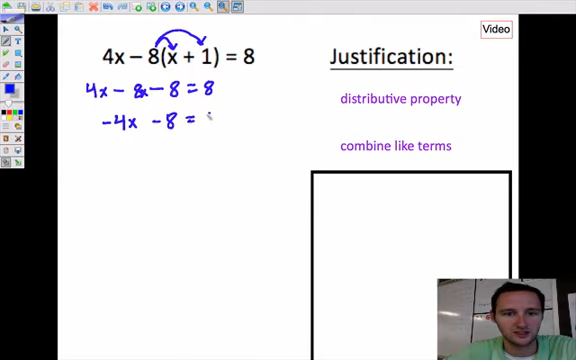 Video
4x – 8(x + 1) = 8
Justification:
4x – 8x – 8 = 8
distributive property
-4x – 8 =
combine like terms